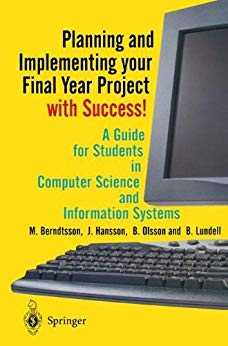 Planning and
Implementing your
Final Year Project
with Success!
A Guide
for Students
in
Computer Science
and
Information Systems
M. Berndtsson, J. Hansson, B. Olsson and B. Lundell
Springer